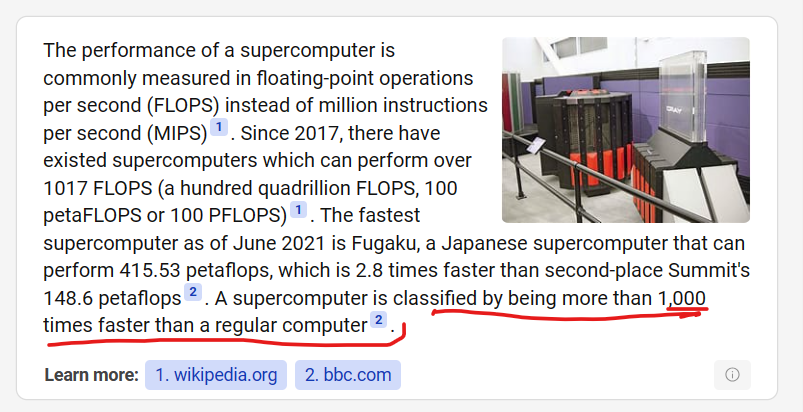 The performance of a supercomputer is
commonly measured in floating-point operations
per second (FLOPS) instead of million instructions
per second (MIPS) 1 . Since 2017, there have
existed supercomputers which can perform over
1017 FLOPS (a hundred quadrillion FLOPS, 100
petaFLOPS or 100 PFLOPS) 1 . The fastest
supercomputer as of June 2021 is Fugaku, a Japanese supercomputer that can
perform 415.53 petaflops, which is 2.8 times faster than second-place Summit's
148.6 petaflops 2 . A supercomputer is classified by being more than 1,000
times faster than a regular computer 2 .
CRAY
Learn more: 1. wikipedia.org 2. bbc.com